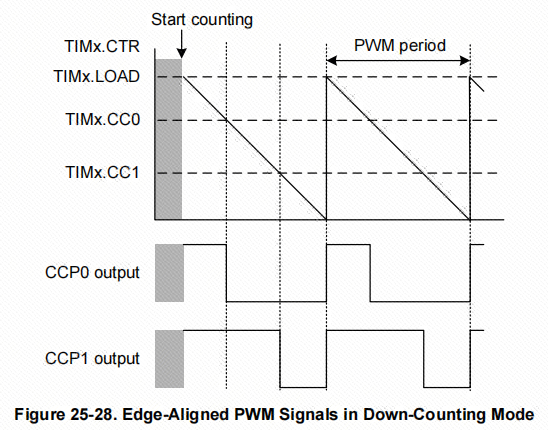 Start counting
TIMx.CTR
PWM period
TIMx.LOAD
TIMx.CC0
TIMx.CC1
CCP0 output
CCP1 output
Figure 25-28. Edge-Aligned PWM Signals in Down-Counting Mode